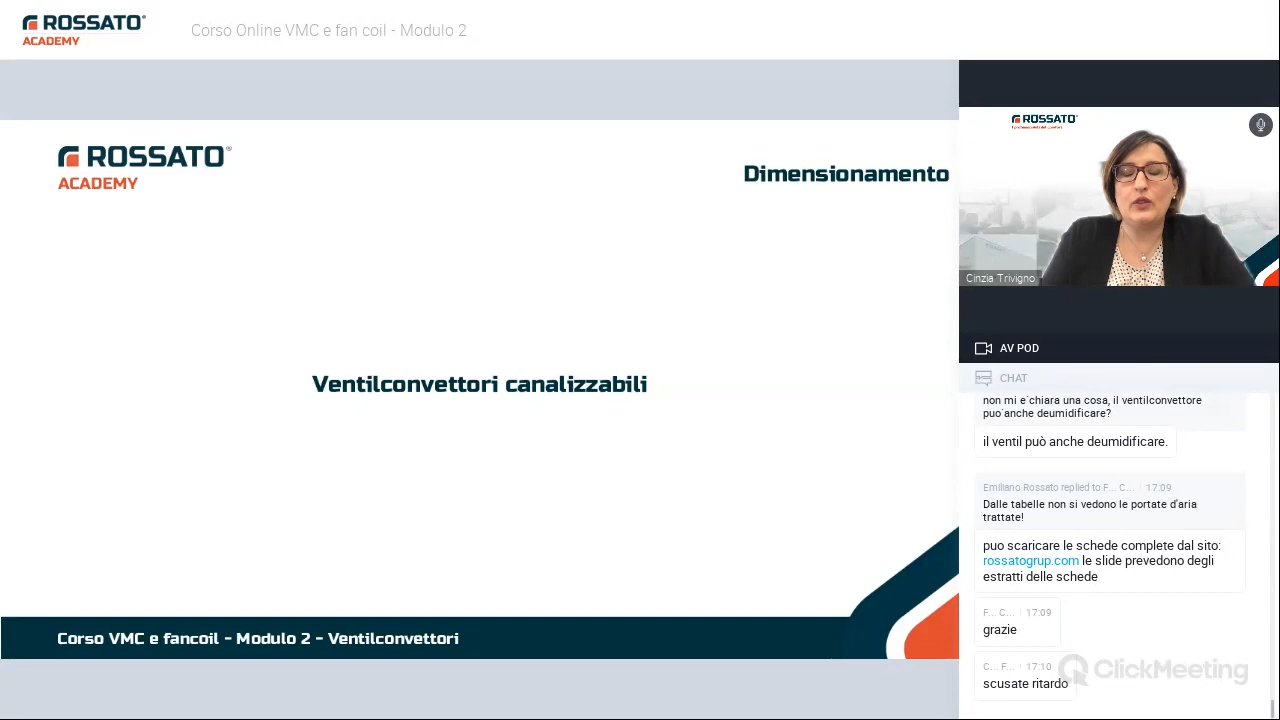 ROSSATO®
ACADEMY
Corso Online VMC e fan coil - Modulo 2
ROSSATO®
ACADEMY
Dimensionamento
Ventilconvettori canalizzabili
Corso VMC e fancoil - Modulo 2 - Ventilconvettori
ROSSATO
Cinzia Trivigno
AV POD
CHAT
non mi e´chiara una cosa, il ventilconvettore
puo´anche deumidificare?
il ventil può anche deumidificare.
Emiliano Rossato replied to F... C... 17:09
Dalle tabelle non si vedono le portate d'aria
trattate!
puo scaricare le schede complete dal sito:
rossatogrup.com le slide prevedono degli
estratti delle schede
F... C... 17:09
grazie
C... F... 17:10
scusate ritardo
ClickMeeting